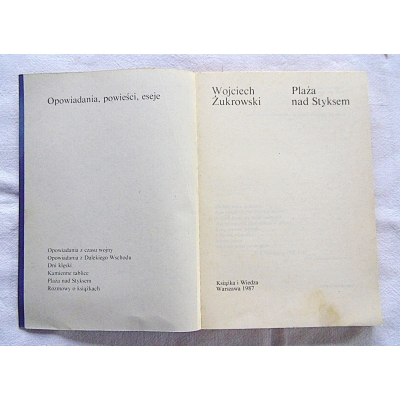 Opowiadania, powieści, eseje
Opowiadania z czasu wojny
Opowiadania z Dalekiego Wschodu
Dni klęski
Kamienne tablice
Plaża nad Styksem
Rozmowy o książkach
Wojciech
Żukrowski
Plaża
nad Styksem
Książka i Wiedza
Warszawa 1987